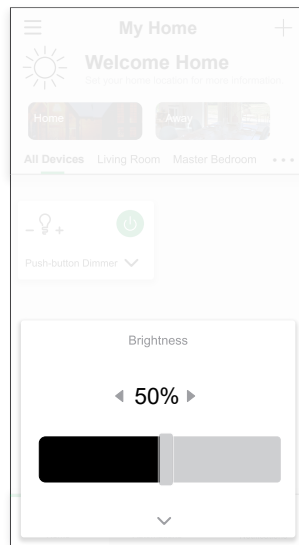 My Home
Welcome Home
Set your home location for more information
Home Away
All Devices Living Room Master Bedroom
Push-button Dimmer
Brightness
50%